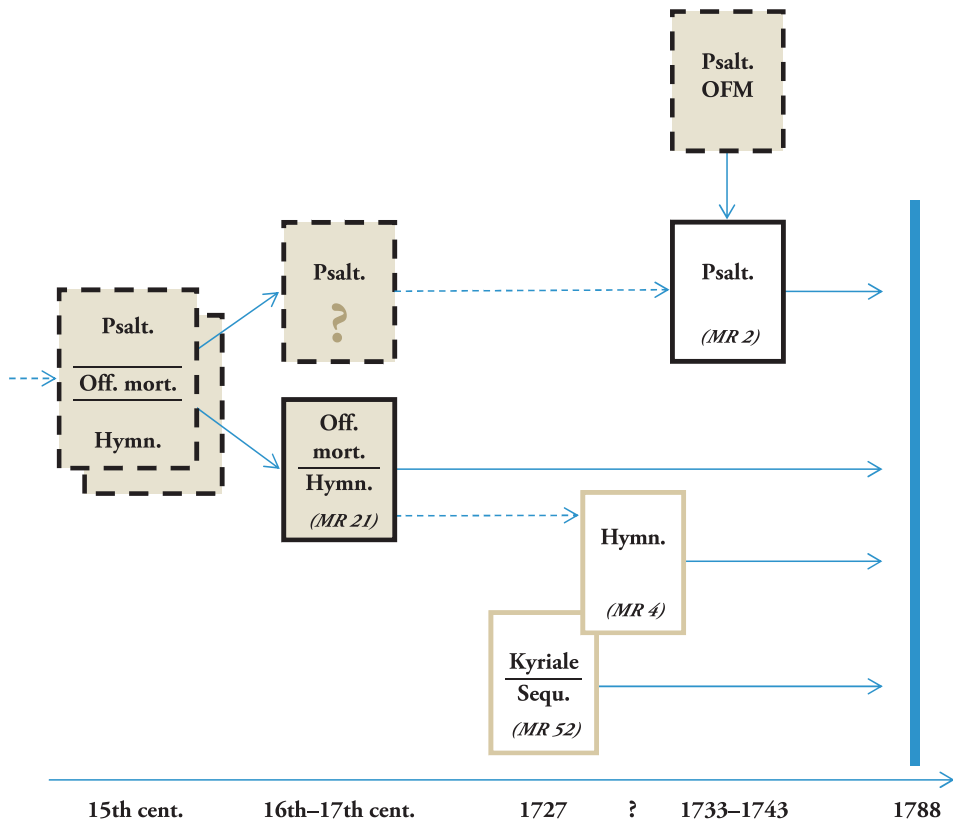 Psalt.
OFM
Psalt.
(MR 2)
Psalt.
?
Psalt.
Off. mort.
Hymn.
Off.
mort.
Hymn.
(MR 21)
Hymn.
(MR 4)
Kyriale
Sequ.
(MR 52)
15th cent. 16th–17th cent. 1727 ? 1733–1743 1788